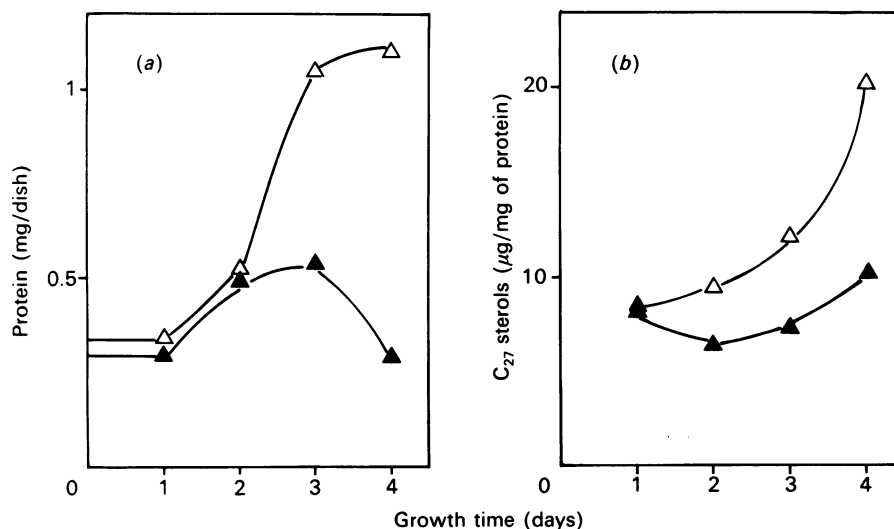 (a)
Protein (mg/dish)
1
0.5
0
1
2
3
4
(b)
C27 sterols (μg/mg of protein)
20
10
0
1
2
3
4
Growth time (days)